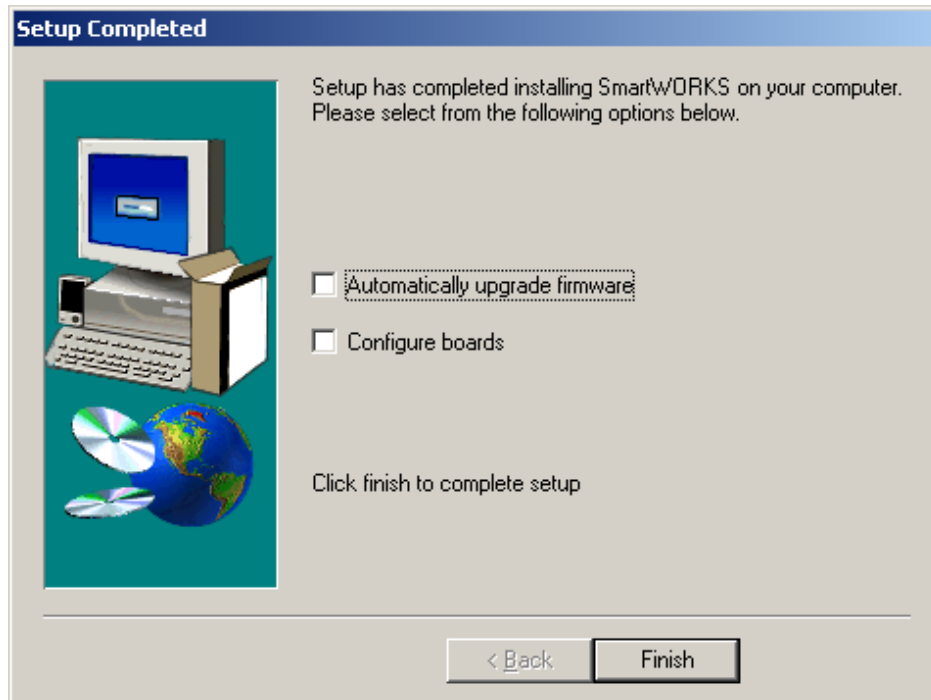 Setup Completed
Setup has completed installing SmartWORKS on your computer.
Please select from the following options below.
Automatically upgrade firmware
Configure boards
Click finish to complete setup
< Back
Finish